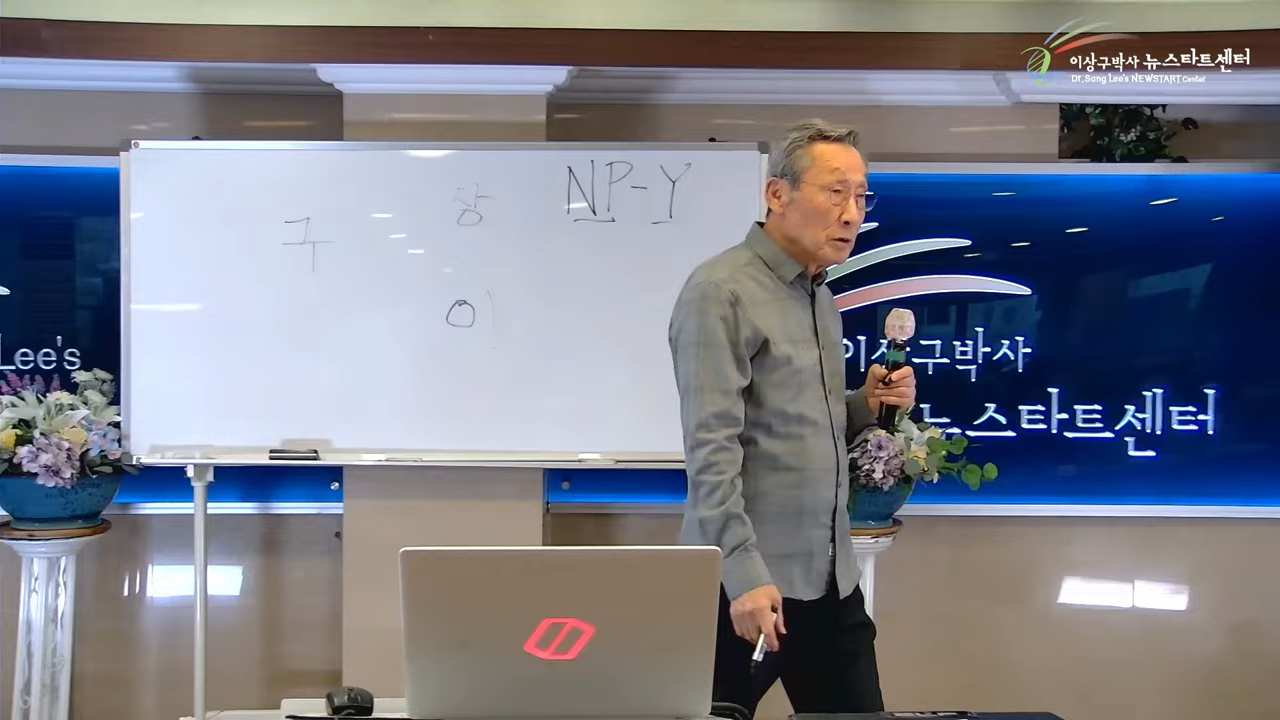 이상구박사 뉴스타트센터
Dr. Sang Lee's NEWSTART Center
NP-Y
상
구
이
Lee's
이상구박사
뉴스타트센터